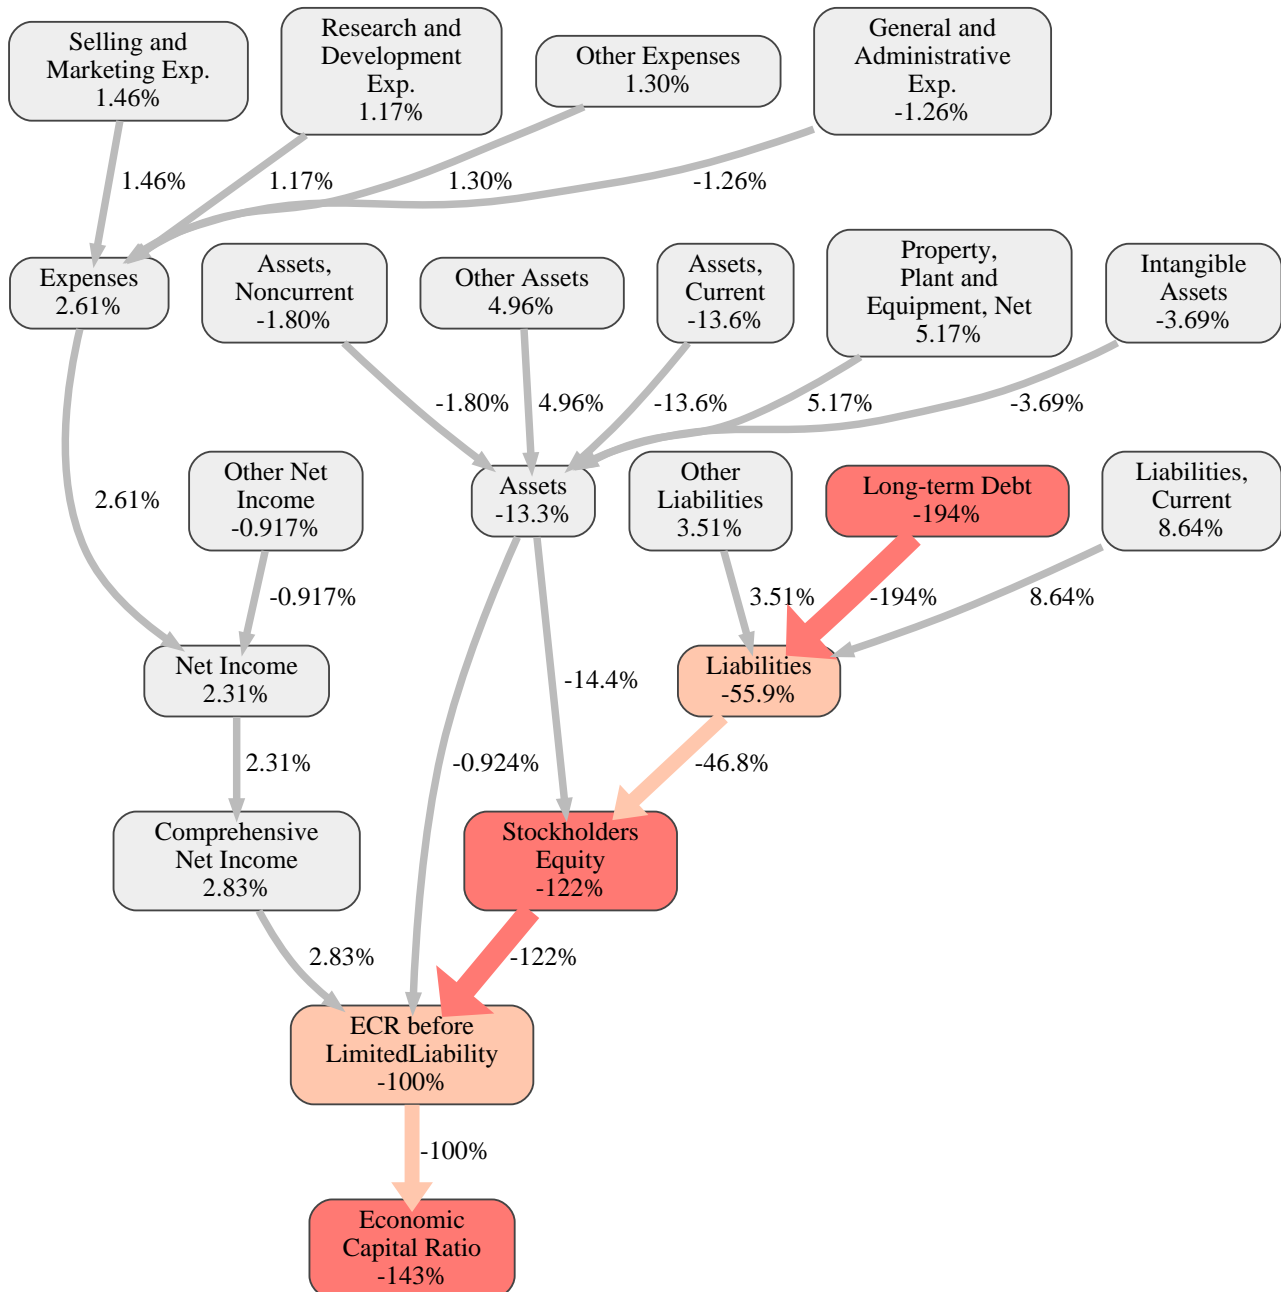 Selling and
Marketing Exp.
1.46%
Research and
Development
Exp.
1.17%
Other Expenses
1.30%
General and
Administrative
Exp.
-1.26%
1.46%
1.17%
1.30%
-1.26%
Expenses
2.61%
Assets,
Noncurrent
-1.80%
Other Assets
4.96%
Assets,
Current
-13.6%
Property,
Plant and
Equipment, Net
5.17%
Intangible
Assets
-3.69%
-1.80%
4.96%
-13.6%
5.17%
-3.69%
2.61%
Other Net
Income
-0.917%
Assets
-13.3%
Other
Liabilities
3.51%
Long-term Debt
-194%
Liabilities,
Current
8.64%
-0.917%
3.51%
-194%
8.64%
Net Income
2.31%
-14.4%
Liabilities
-55.9%
2.31%
-0.924%
-46.8%
Comprehensive
Net Income
2.83%
Stockholders
Equity
-122%
2.83%
-122%
ECR before
LimitedLiability
-100%
-100%
Economic
Capital Ratio
-143%